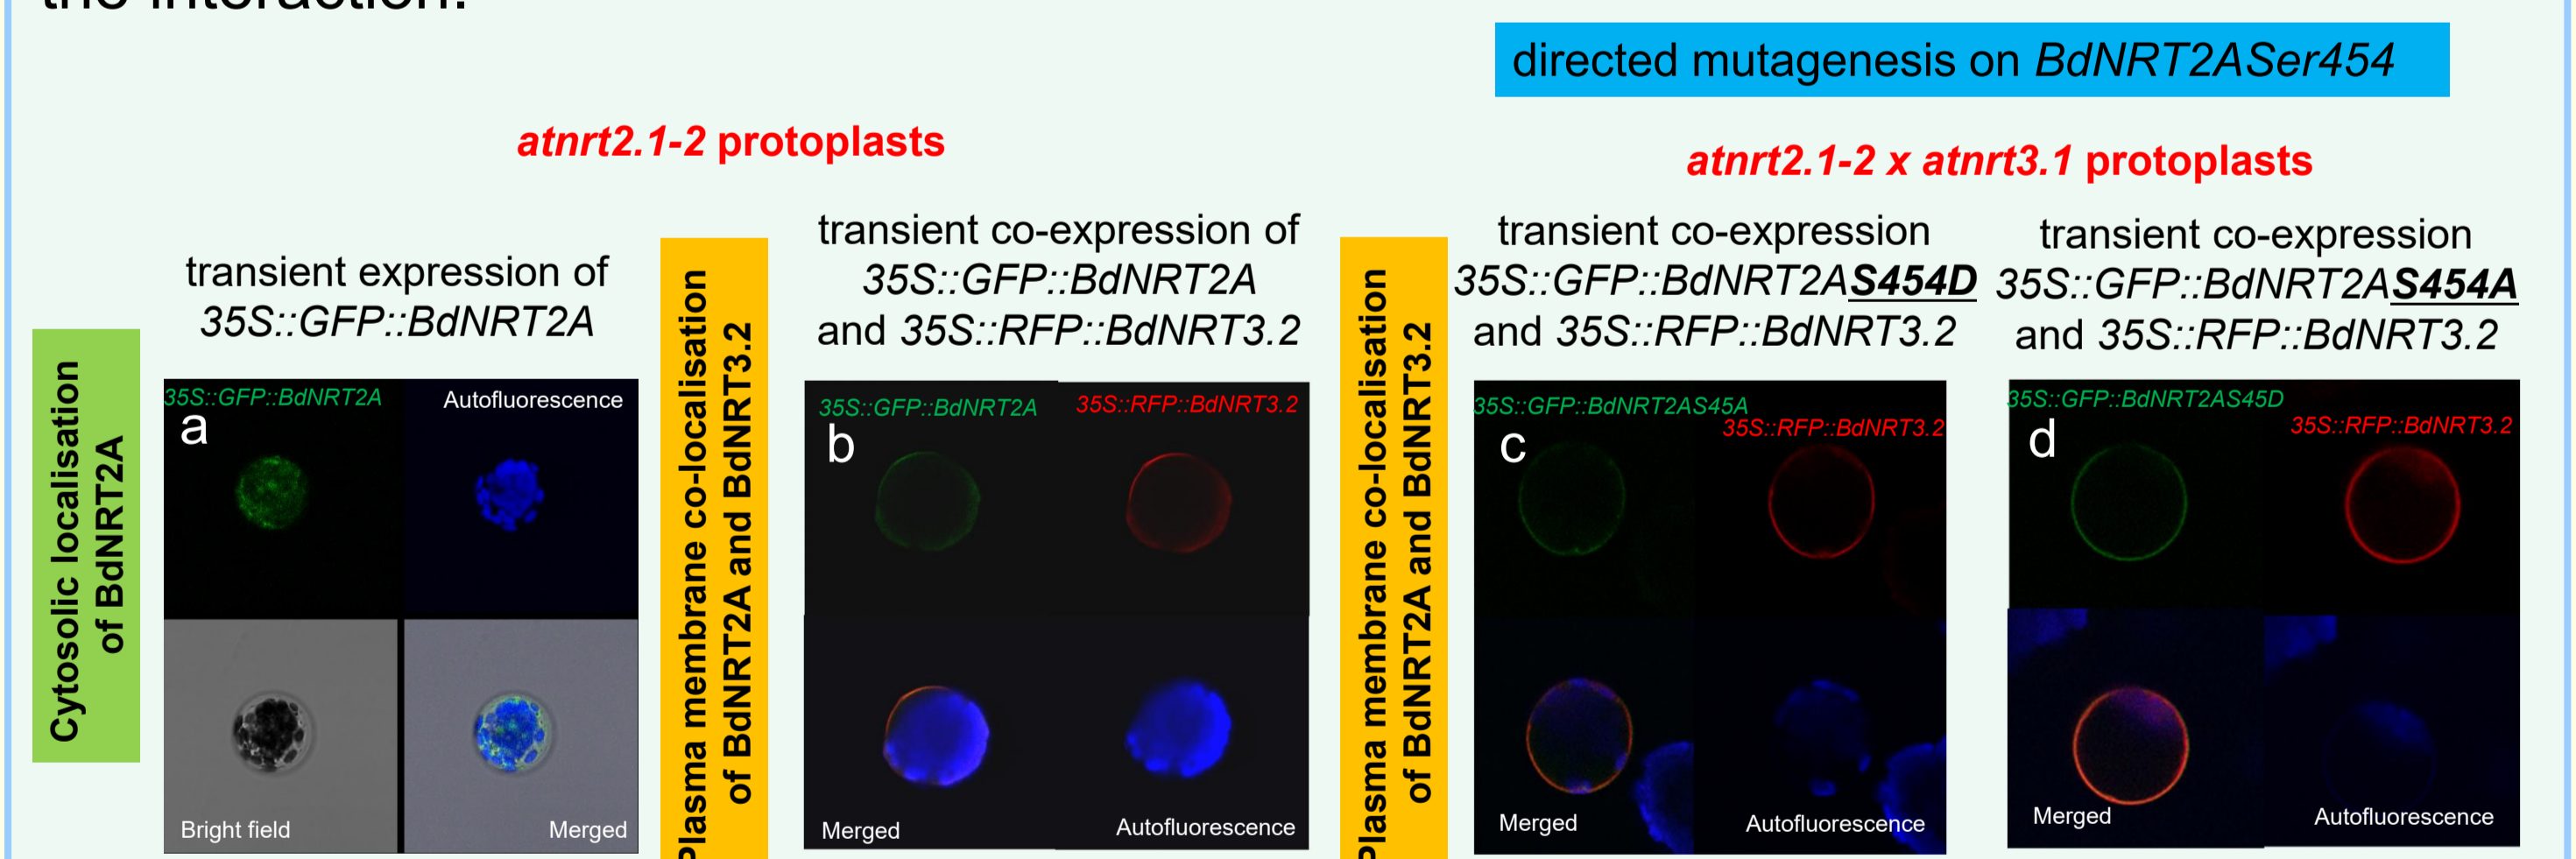 the interaction.
directed mutagenesis on BdNRT2ASer454
atnrt2.1-2 protoplasts
atnrt2.1-2 x atnrt3.1 protoplasts
Cytosolic localisation
of BdNRT2A
transient expression of
35S::GFP::BdNRT2A
35S::GFP::BdNRT2A
Autofluorescence
a
Bright field
Merged
Plasma membrane co-localisation
of BdNRT2A and BdNRT3.2
transient co-expression of
35S::GFP::BdNRT2A
and 35S::RFP::BdNRT3.2
35S::GFP::BdNRT2A
35S::RFP::BdNRT3.2
b
Merged
Autofluorescence
Plasma membrane co-localisation
of BdNRT2A and BdNRT3.2
transient co-expression
35S::GFP::BdNRT2AS454D
and 35S::RFP::BdNRT3.2
35S::GFP::BdNRT2AS45A
35S::RFP::BdNRT3.2
c
Merged
Autofluorescence
transient co-expression
35S::GFP::BdNRT2AS454A
and 35S::RFP::BdNRT3.2
35S::GFP::BdNRT2AS45D
35S::RFP::BdNRT3.2
d
Merged
Autofluorescence